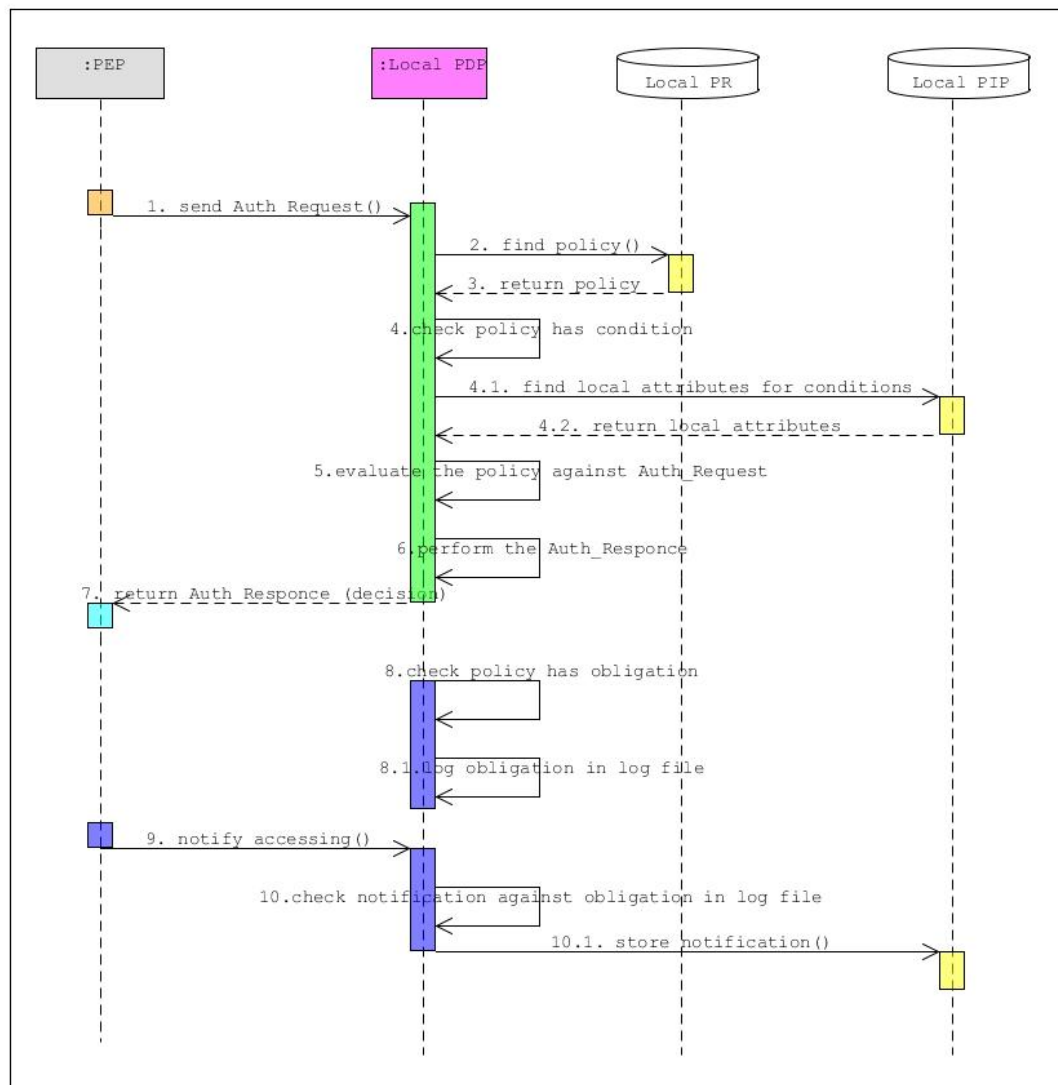 :PEP
:Local PDP
Local PR
Local PIP
1. send Auth Request()
2. find policy()
3. return policy
4.check policy has condition
4.1. find local attributes for conditions
4.2. return local attributes
5.evaluate the policy against Auth_Request
6.perform the Auth_Responce
7. return Auth Responce (decision)
8.check policy has obligation
8.1.log obligation in log file
9. notify accessing()
10.check notification against obligation in log file
10.1. store notification()